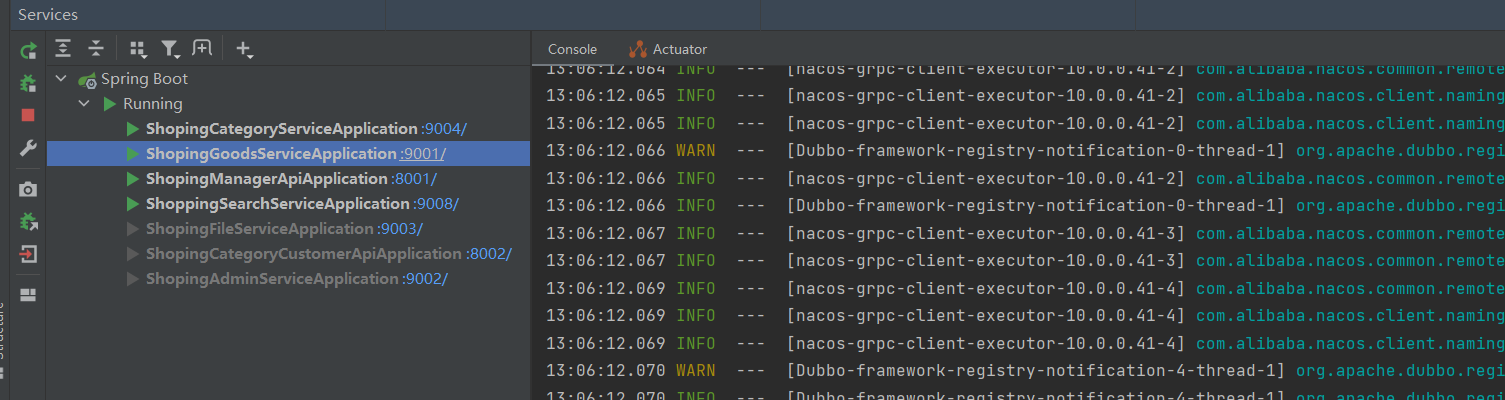 Services
Console Actuator
Spring Boot
Running
ShopingCategoryServiceApplication :9004/
ShopingGoodsServiceApplication :9001/
ShopingManagerApiApplication :8001/
ShoppingSearchServiceApplication :9008/
ShopingFileServiceApplication :9003/
ShopingCategoryCustomerApiApplication :8002/
ShopingAdminServiceApplication :9002/
13:06:12.064 INFO --- [nacos-grpc-client-executor-10.0.0.41-2] com.alibaba.nacos.common.remote
13:06:12.065 INFO --- [nacos-grpc-client-executor-10.0.0.41-2] com.alibaba.nacos.client.naming
13:06:12.065 INFO --- [nacos-grpc-client-executor-10.0.0.41-2] com.alibaba.nacos.client.naming
13:06:12.066 WARN --- [Dubbo-framework-registry-notification-0-thread-1] org.apache.dubbo.regi
13:06:12.066 INFO --- [nacos-grpc-client-executor-10.0.0.41-2] com.alibaba.nacos.common.remote
13:06:12.066 INFO --- [Dubbo-framework-registry-notification-0-thread-1] org.apache.dubbo.regi
13:06:12.067 INFO --- [nacos-grpc-client-executor-10.0.0.41-3] com.alibaba.nacos.common.remote
13:06:12.067 INFO --- [nacos-grpc-client-executor-10.0.0.41-3] com.alibaba.nacos.common.remote
13:06:12.069 INFO --- [nacos-grpc-client-executor-10.0.0.41-4] com.alibaba.nacos.common.remote
13:06:12.069 INFO --- [nacos-grpc-client-executor-10.0.0.41-4] com.alibaba.nacos.client.naming
13:06:12.069 INFO --- [nacos-grpc-client-executor-10.0.0.41-4] com.alibaba.nacos.client.naming
13:06:12.070 WARN --- [Dubbo-framework-registry-notification-4-thread-1] org.apache.dubbo.regi
13:06:12.070 INFO --- [Dubbo-framework-registry-notification-4-thread-1] org.apache.dubbo.regi